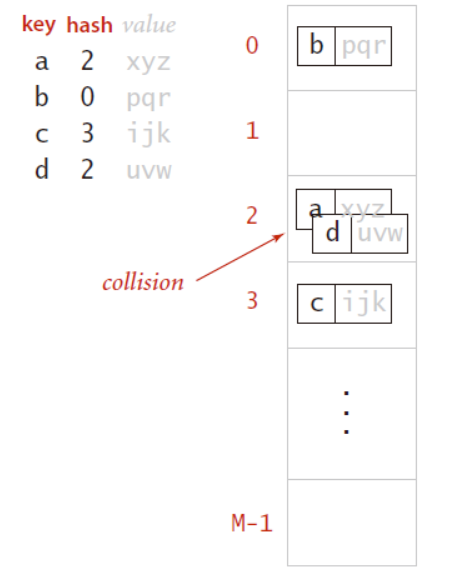 key hash value
a 2 xyz
b 0 pqr
c 3 ijk
d 2 uvw
0 b pqr
1
2 a xyz
d uvw
collision
3 c ijk
M-1